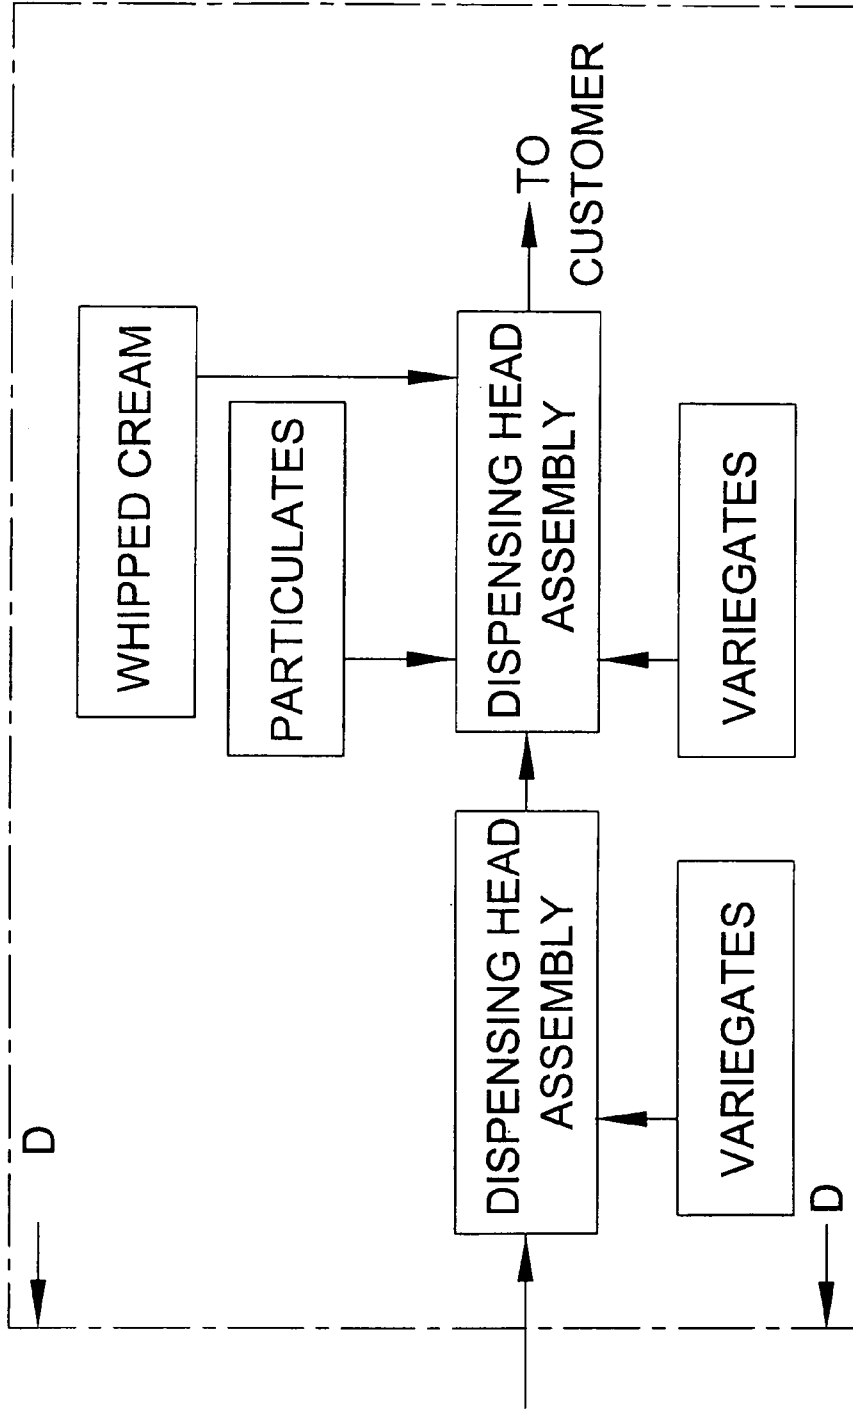 D
WHIPPED CREAM
PARTICULATES
DISPENSING HEAD
ASSEMBLY
DISPENSING HEAD
ASSEMBLY
TO
CUSTOMER
VARIEGATES
VARIEGATES
D